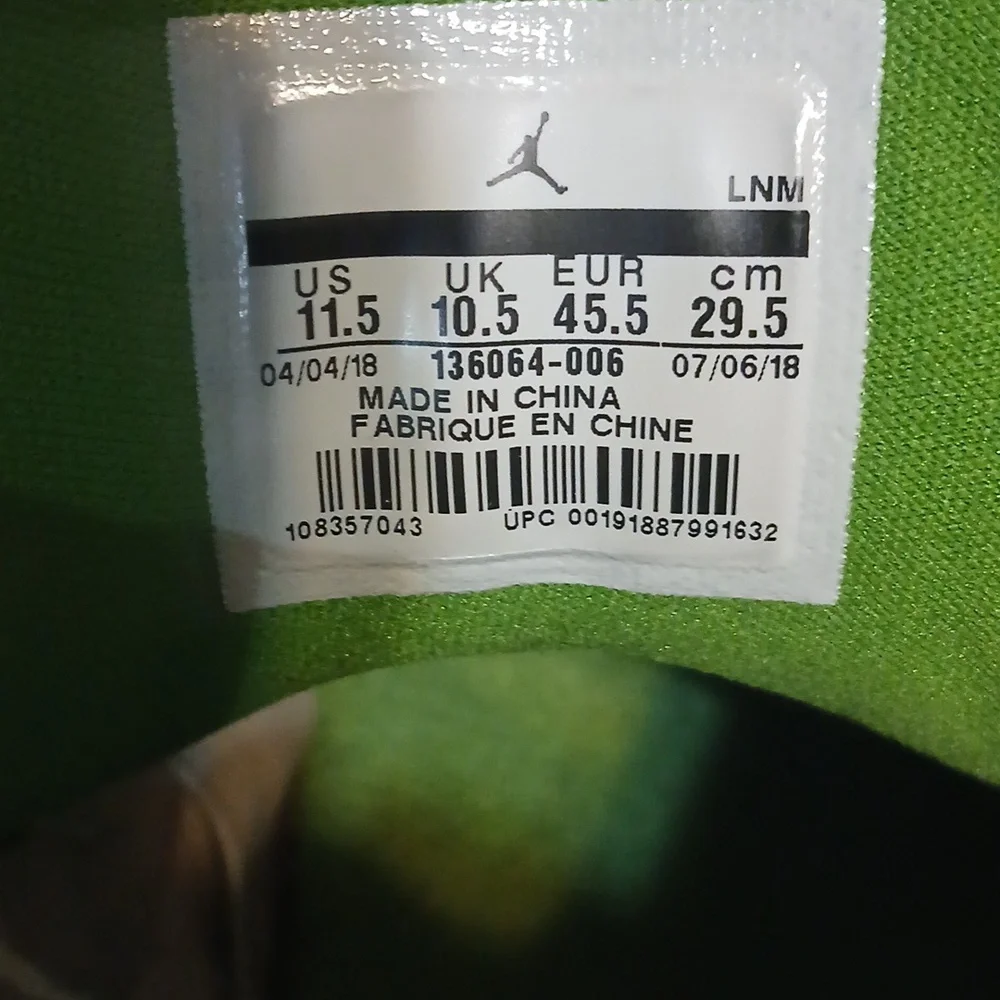 LNM
US UK EUR cm
11.5 10.5 45.5 29.5
04/04/18 136064-006 07/06/18
MADE IN CHINA
FABRIQUE EN CHINE
108357043 UPC 00191887991632